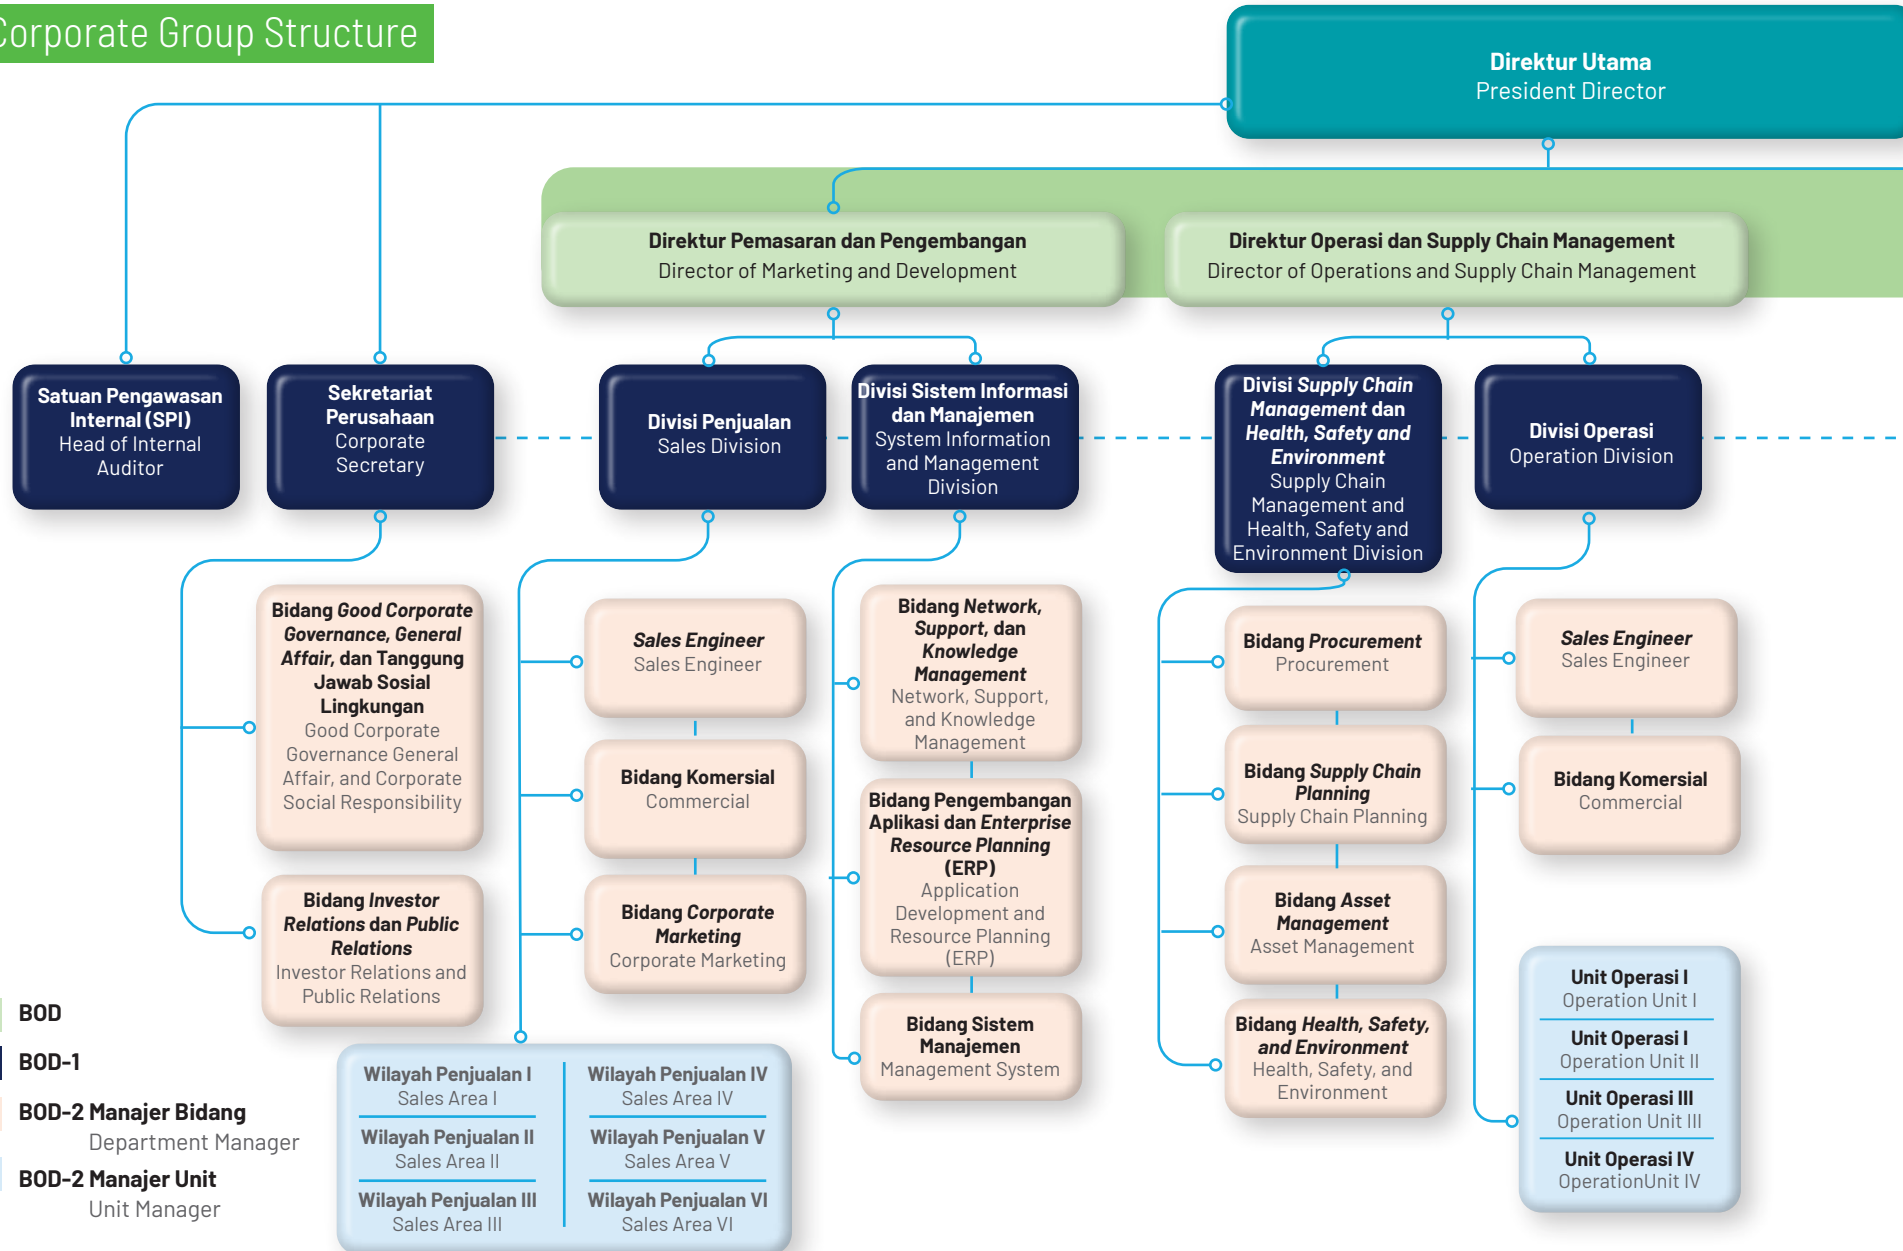 Corporate Group Structure
Direktur Utama
President Director
Direktur Pemasaran dan Pengembangan
Director of Marketing and Development
Direktur Operasi dan Supply Chain Management
Director of Operations and Supply Chain Management
Satuan Pengawasan
Internal (SPI)
Head of Internal
Auditor
Sekretariat
Perusahaan
Corporate
Secretary
Divisi Penjualan
Sales Division
Divisi Sistem Informasi
dan Manajemen
System Information
and Management
Division
Divisi Supply Chain
Management dan
Health, Safety and
Environment
Supply Chain
Management and
Health, Safety and
Environment Division
Divisi Operasi
Operation Division
Bidang Good Corporate
Governance, General
Affair, dan Tanggung
Jawab Sosial
Lingkungan
Good Corporate
Governance General
Affair, and Corporate
Social Responsibility
Bidang Investor
Relations dan Public
Relations
Investor Relations and
Public Relations
Sales Engineer
Sales Engineer
Bidang Komersial
Commercial
Bidang Corporate
Marketing
Corporate Marketing
Wilayah Penjualan I
Sales Area I
Wilayah Penjualan II
Sales Area II
Wilayah Penjualan III
Sales Area III
Wilayah Penjualan IV
Sales Area IV
Wilayah Penjualan V
Sales Area V
Wilayah Penjualan VI
Sales Area VI
Bidang Network,
Support, dan
Knowledge
Management
Network, Support,
and Knowledge
Management
Bidang Pengembangan
Aplikasi dan Enterprise
Resource Planning
(ERP)
Application
Development and
Resource Planning
(ERP)
Bidang Sistem
Manajemen
Management System
Bidang Procurement
Procurement
Bidang Supply Chain
Planning
Supply Chain Planning
Bidang Asset
Management
Asset Management
Bidang Health, Safety,
and Environment
Health, Safety, and
Environment
Sales Engineer
Sales Engineer
Bidang Komersial
Commercial
Unit Operasi I
Operation Unit I
Unit Operasi I
Operation Unit II
Unit Operasi III
Operation Unit III
Unit Operasi IV
OperationUnit IV
BOD
BOD-1
BOD-2 Manajer Bidang
Department Manager
BOD-2 Manajer Unit
Unit Manager